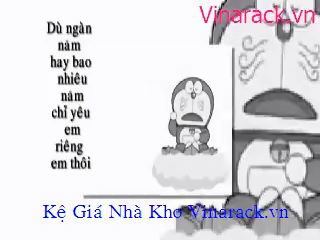 Vinarack.vn
Dù ngàn
năm
hay bao
nhiêu
năm
chỉ yêu
em
riêng
em thôi
Kệ Giá Nhà Kho Vinarack.vn